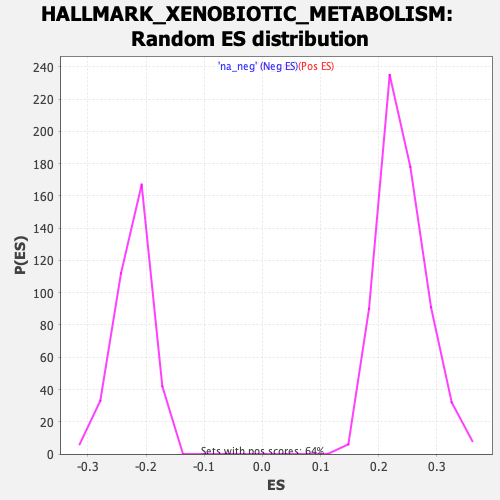 HALLMARK_XENOBIOTIC_METABOLISM:
Random ES distribution
'na_neg' (Neg ES)(Pos ES)
240
220
200
180
160
140
120
100
80
60
40
20
0
P(ES)
Sets with pos scores: 64%
-0.3 -0.2 -0.1 0.0 0.1 0.2 0.3
ES